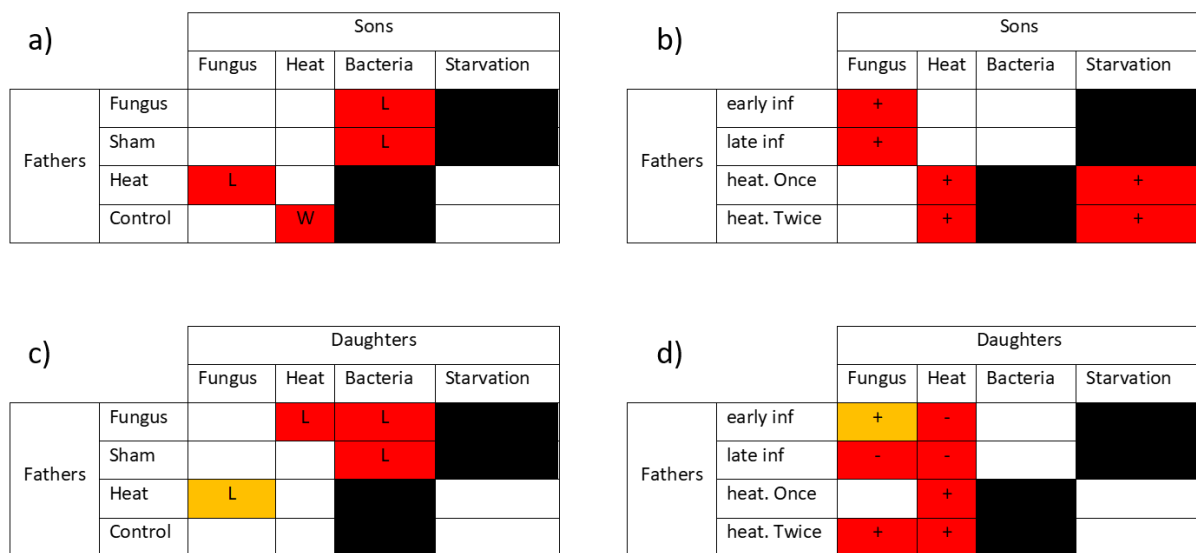 a)
Sons
Fungus Heat Bacteria Starvation
Fathers
Fungus L
Sham L
Heat L
Control W
b)
Sons
Fungus Heat Bacteria Starvation
Fathers
early inf +
late inf +
heat. Once + +
heat. Twice + +
c)
Daughters
Fungus Heat Bacteria Starvation
Fathers
Fungus L L
Sham L
Heat L
Control
d)
Daughters
Fungus Heat Bacteria Starvation
Fathers
early inf + -
late inf - -
heat. Once +
heat. Twice + +